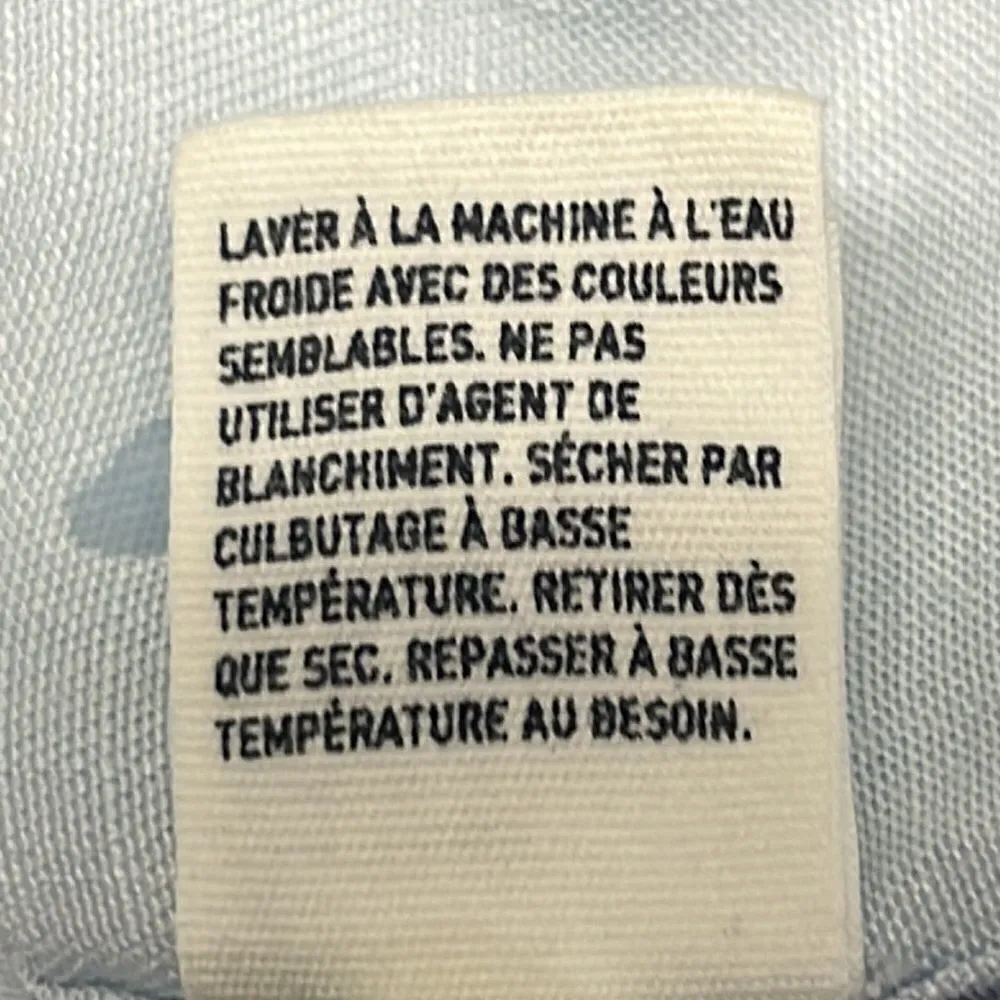 LAVER À LA MACHINE À L'EAU
FROIDE AVEC DES COULEURS
SEMBLABLES. NE PAS
UTILISER D'AGENT DE
BLANCHIMENT. SÉCHER PAR
CULBUTAGE À BASSE
TEMPÉRATURE. RETIRER DÈS
QUE SEC. REPASSER À BASSE
TEMPÉRATURE AU BESOIN.